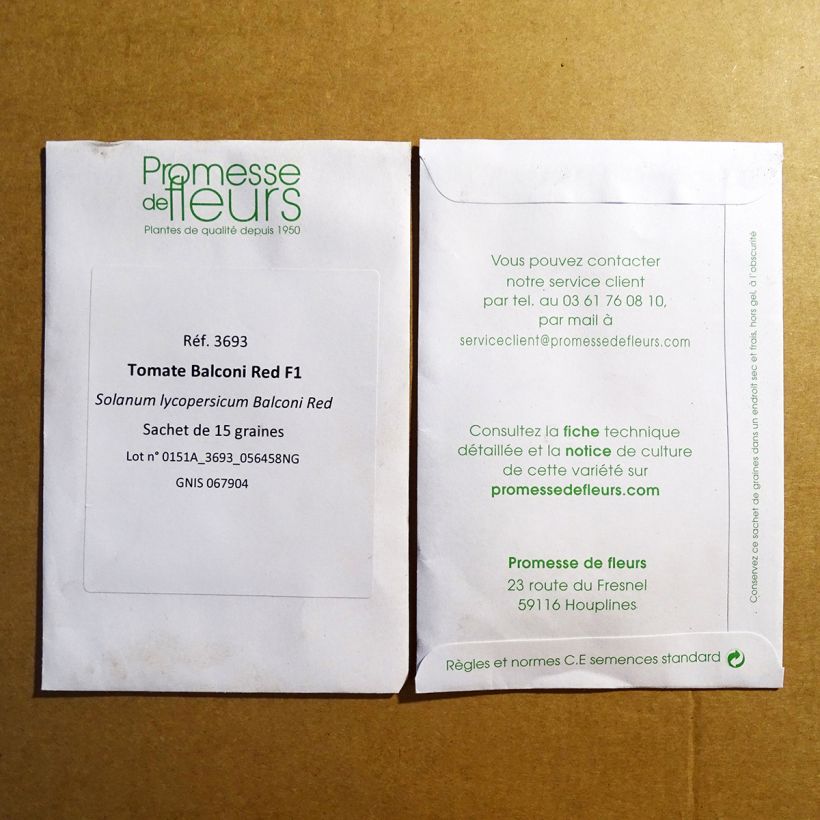 Promesse
de fleurs
Plantes de qualité depuis 1950
Réf. 3693
Tomate Balconi Red F1
Solanum lycopersicum Balconi Red
Sachet de 15 graines
Lot n° 0151A_3693_056458NG
GNIS 067904
Vous pouvez contacter
notre service client
par tel. au 03 61 76 08 10,
par mail à
serviceclient@promessedefleurs.com
Consultez la fiche technique
détaillée et la notice de culture
de cette variété sur
promessedefleurs.com
Promesse de fleurs
23 route du Fresnel
59116 Houplines
Règles et normes C.E semences standard
Conservez ce sachet de graines dans un endroit sec et frais, hors gel, à l'obscurité